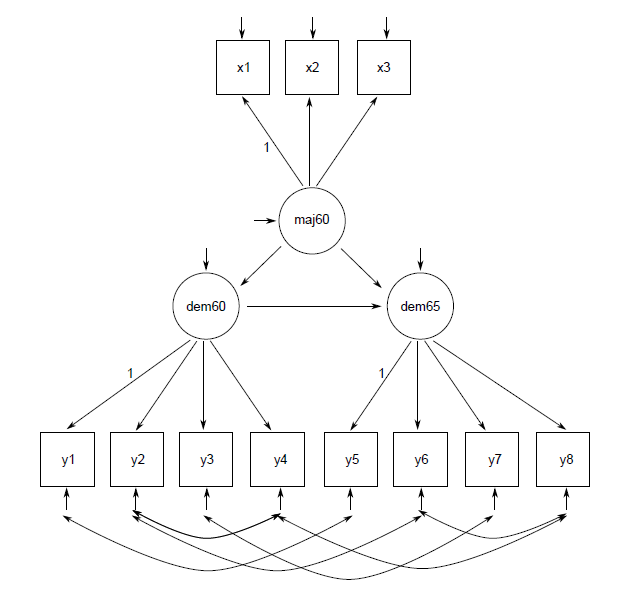 x1 x2 x3
1
maj60
dem60 dem65
1 1
y1 y2 y3 y4 y5 y6 y7 y8